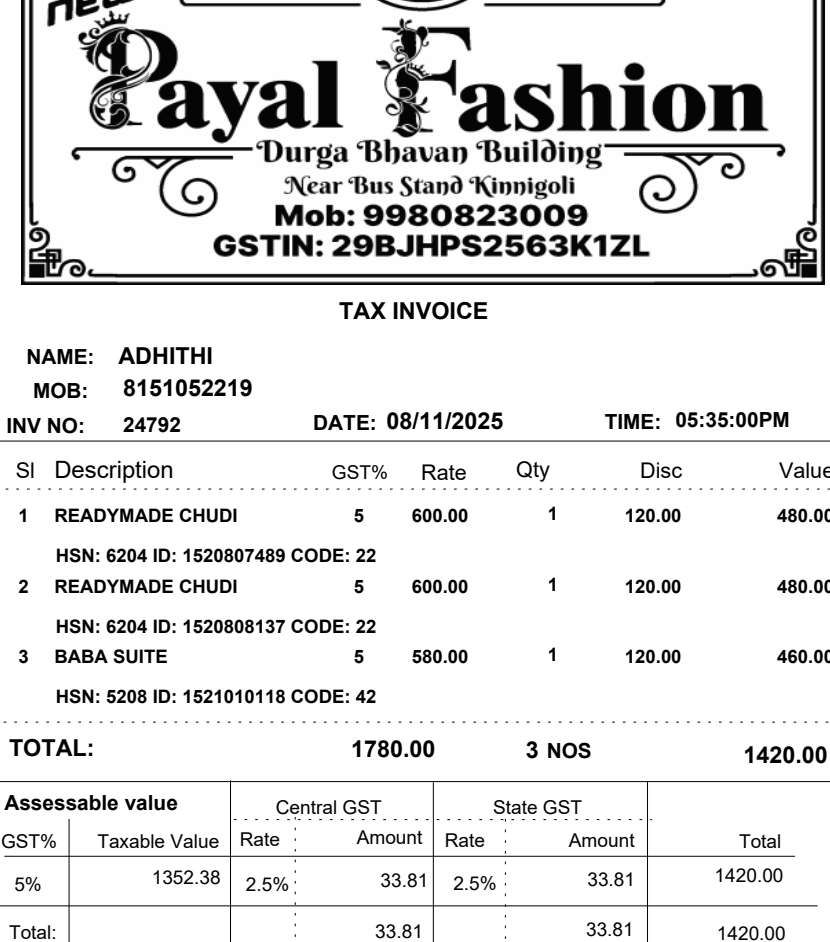 new
Payal Fashion
Durga Bhavan Building
Near Bus Stand Kinnigoli
Mob: 9980823009
GSTIN: 29BJHPS2563K1ZL
TAX INVOICE
NAME: ADHITHI
MOB: 8151052219
INV NO: 24792 DATE: 08/11/2025 TIME: 05:35:00PM
Sl Description GST% Rate Qty Disc Value
1 READYMADE CHUDI 5 600.00 1 120.00 480.00
HSN: 6204 ID: 1520807489 CODE: 22
2 READYMADE CHUDI 5 600.00 1 120.00 480.00
HSN: 6204 ID: 1520808137 CODE: 22
3 BABA SUITE 5 580.00 1 120.00 460.00
HSN: 5208 ID: 1521010118 CODE: 42
TOTAL: 1780.00 3 NOS 1420.00
Assessable value Central GST State GST
GST% Taxable Value Rate Amount Rate Amount Total
5% 1352.38 2.5% 33.81 2.5% 33.81 1420.00
Total: 33.81 33.81 1420.00